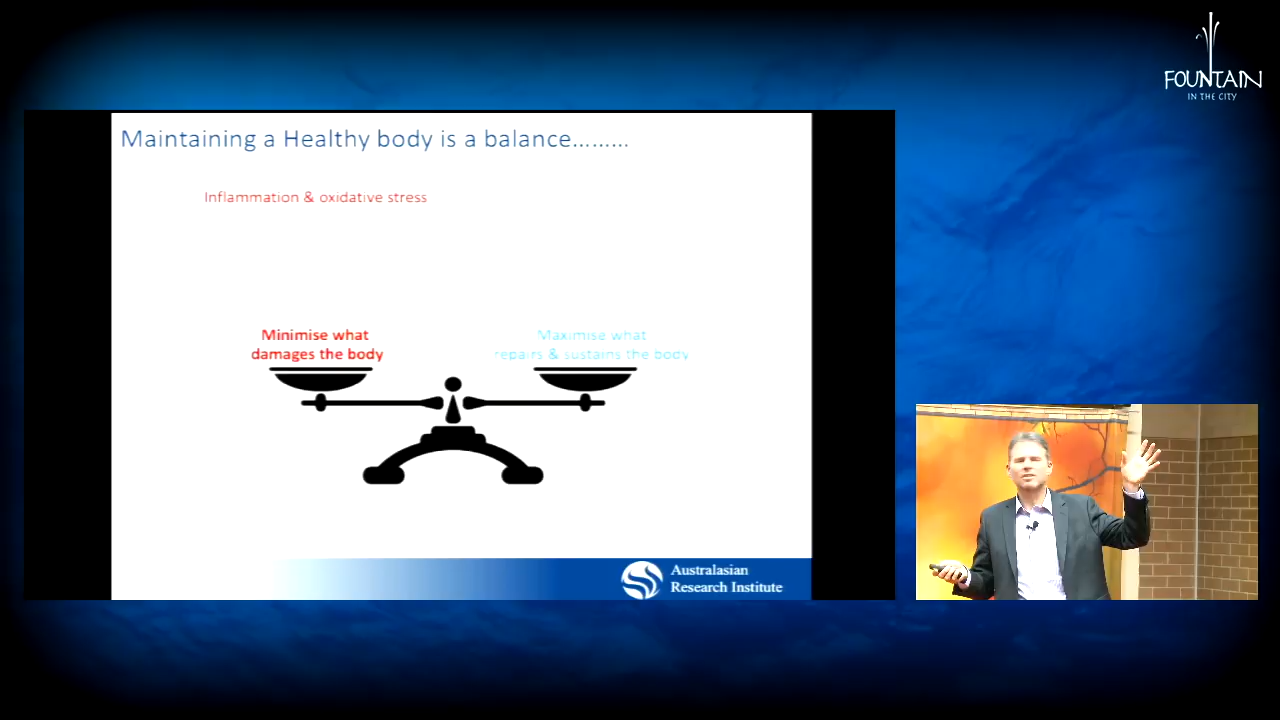 FOUNTAIN
IN THE CITY
Maintaining a Healthy body is a balance.........
Inflammation & oxidative stress
Minimise what
damages the body
Maximise what
repairs & sustains the body
Australasian
Research Institute